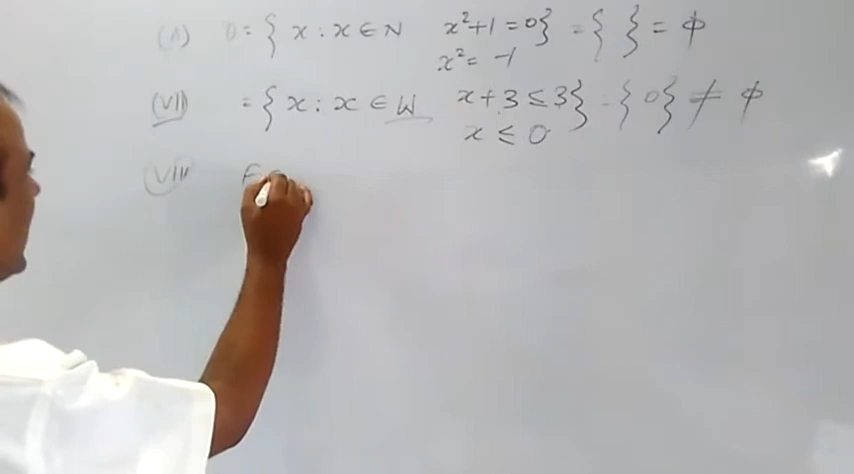 (V) D = { x : x ∈ N x²+1 = 0} = { } = ϕ
x² = -1
(VI) = { x : x ∈ W x + 3 ≤ 3} = { 0 } ≠ ϕ
x ≤ 0
(VII)